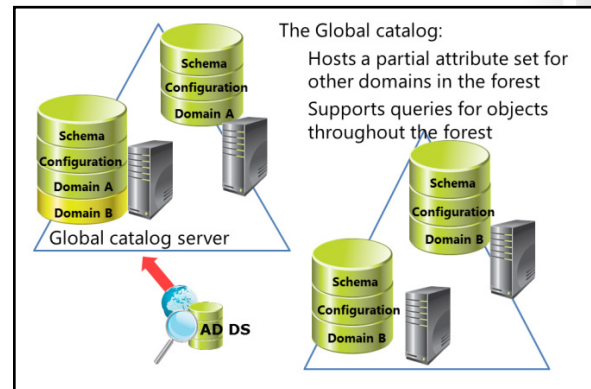 The Global catalog:
Hosts a partial attribute set for
other domains in the forest
Supports queries for objects
throughout the forest
Schema
Configuration
Domain A
Schema
Configuration
Domain A
Domain B
Global catalog server
AD DS
Schema
Configuration
Domain B
Schema
Configuration
Domain B